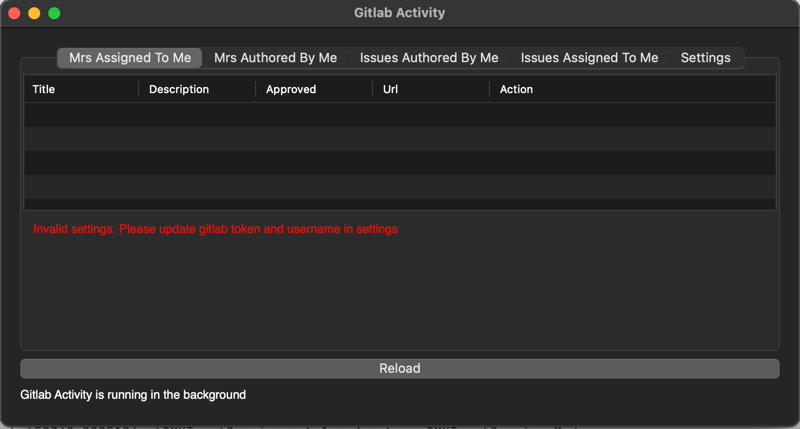 Gitlab Activity
Mrs Assigned To Me Mrs Authored By Me Issues Authored By Me Issues Assigned To Me Settings
Title Description Approved Url Action
Invalid settings. Please update gitlab token and username in settings
Reload
Gitlab Activity is running in the background